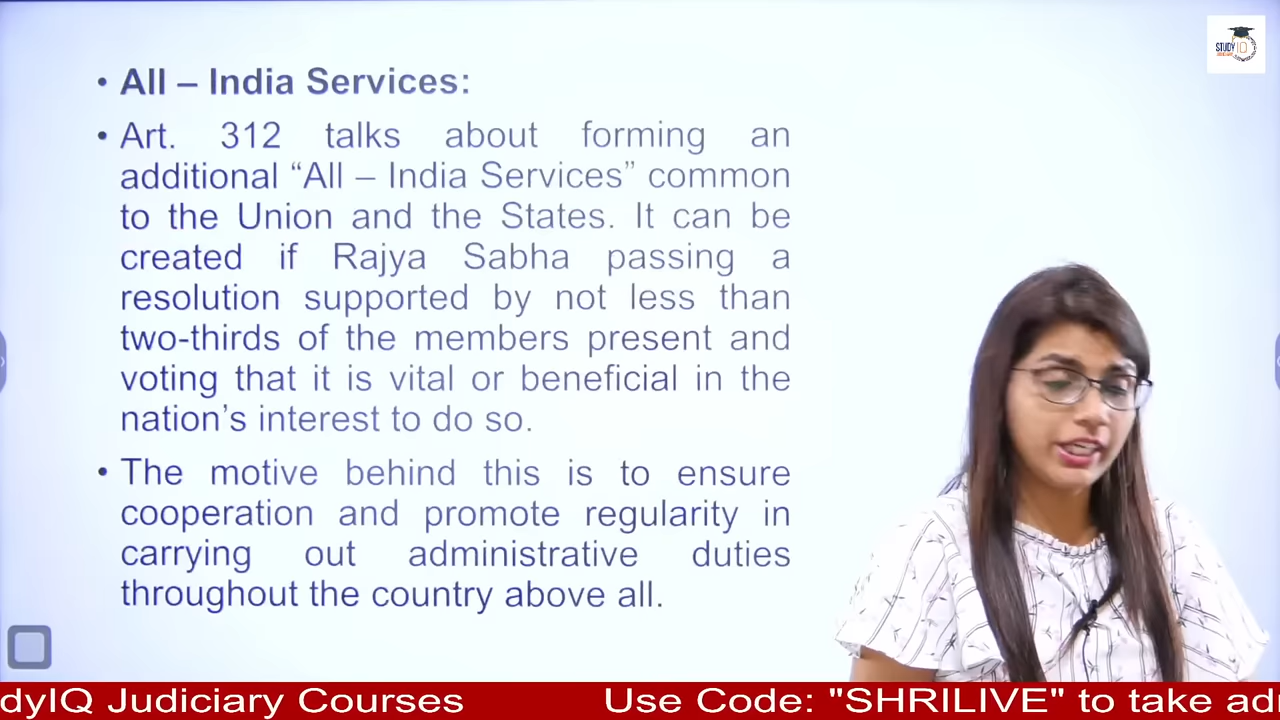 STUDY IQ
• All – India Services:
• Art. 312 talks about forming an
additional “All – India Services” common
to the Union and the States. It can be
created if Rajya Sabha passing a
resolution supported by not less than
two-thirds of the members present and
voting that it is vital or beneficial in the
nation’s interest to do so.
• The motive behind this is to ensure
cooperation and promote regularity in
carrying out administrative duties
throughout the country above all.
dyIQ Judiciary Courses Use Code: "SHRILIVE" to take ad